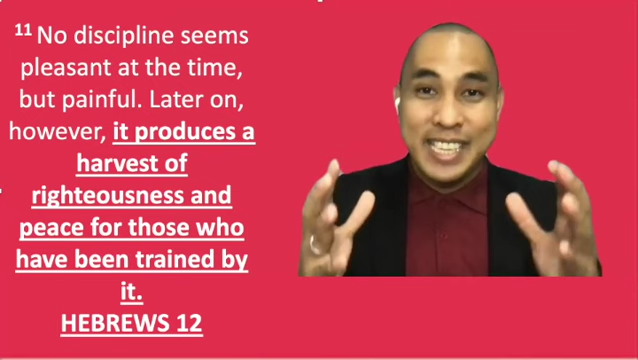 11 No discipline seems
pleasant at the time,
but painful. Later on,
however, it produces a
harvest of
righteousness and
peace for those who
have been trained by
it.
HEBREWS 12